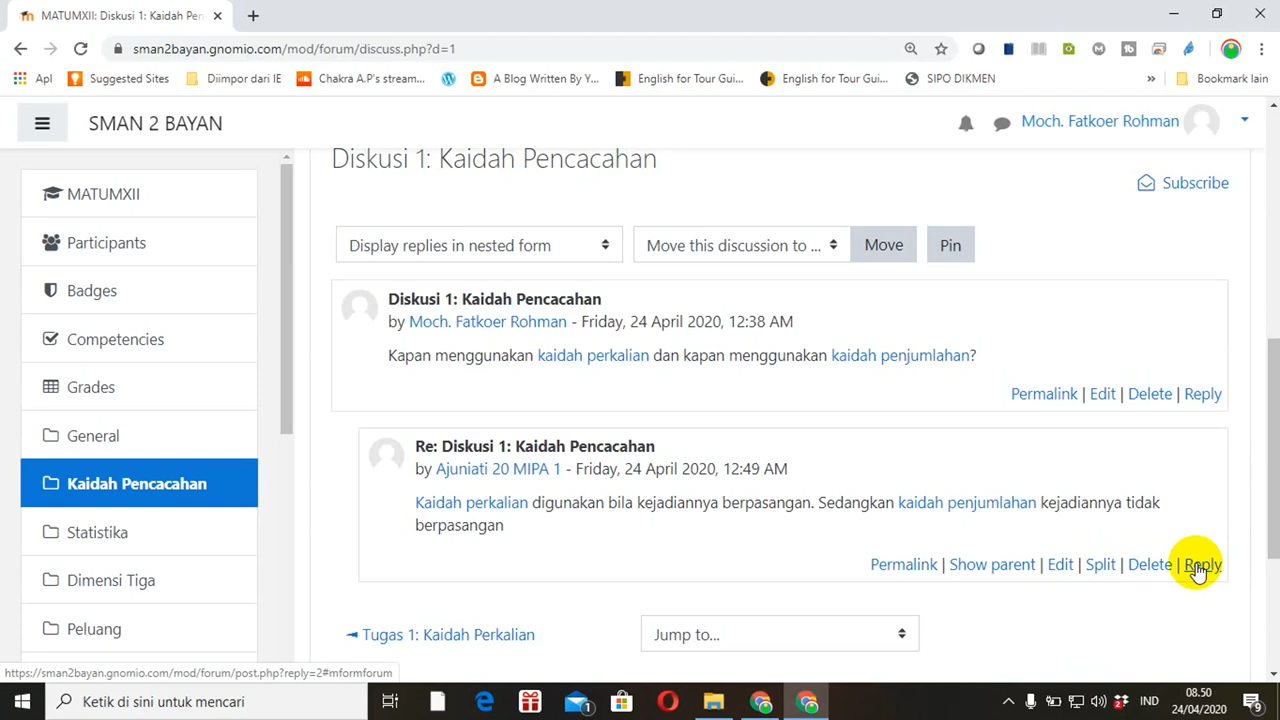 MATUMXII: Diskusi 1: Kaidah Pen
sman2bayan.gnomio.com/mod/forum/discuss.php?d=1
Apl Suggested Sites Diimpor dari IE Chakra A.P's stream... A Blog Written By Y... English for Tour Gui... English for Tour Gui... SIPO DIKMEN » Bookmark lain
SMAN 2 BAYAN
Moch. Fatkoer Rohman
MATUMXII
Participants
Badges
Competencies
Grades
General
Kaidah Pencacahan
Statistika
Dimensi Tiga
Peluang
Diskusi 1: Kaidah Pencacahan
Subscribe
Display replies in nested form Move this discussion to ... Move Pin
Diskusi 1: Kaidah Pencacahan
by Moch. Fatkoer Rohman - Friday, 24 April 2020, 12:38 AM
Kapan menggunakan kaidah perkalian dan kapan menggunakan kaidah penjumlahan?
Permalink | Edit | Delete | Reply
Re: Diskusi 1: Kaidah Pencacahan
by Ajuniati 20 MIPA 1 - Friday, 24 April 2020, 12:49 AM
Kaidah perkalian digunakan bila kejadiannya berpasangan. Sedangkan kaidah penjumlahan kejadiannya tidak
berpasangan
Permalink | Show parent | Edit | Split | Delete | Reply
◄ Tugas 1: Kaidah Perkalian
Jump to...
https://sman2bayan.gnomio.com/mod/forum/post.php?reply=2#mformforum
Ketik di sini untuk mencari
1
IND
08.50
24/04/2020
9